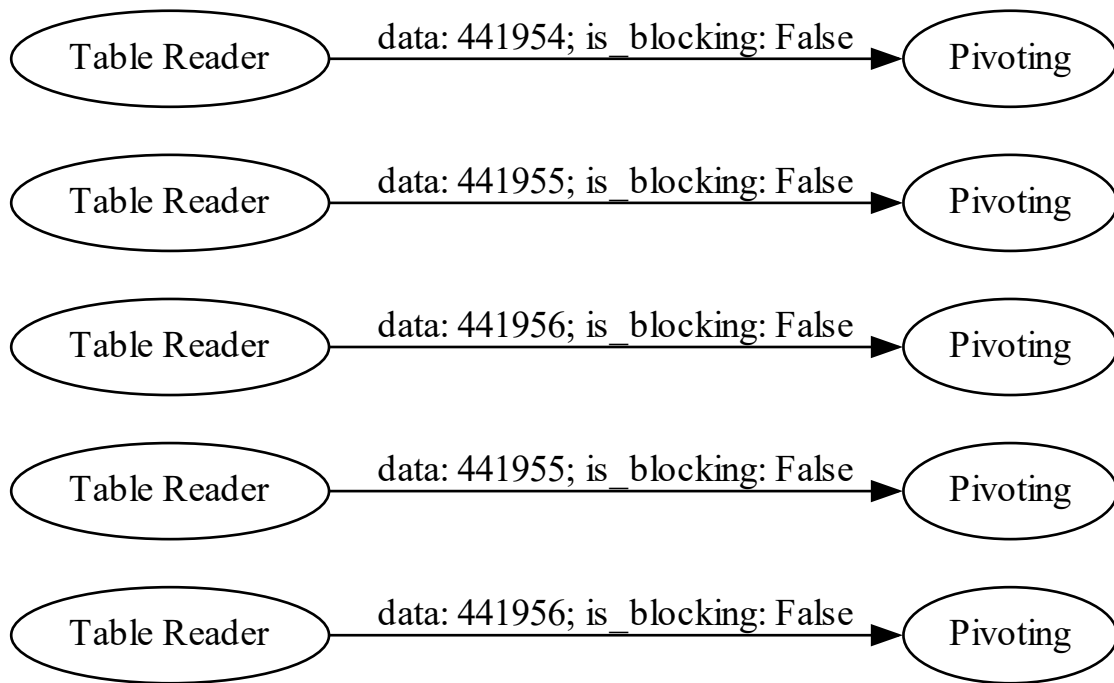 Table Reader data: 441954; is_blocking: False Pivoting
Table Reader data: 441955; is_blocking: False Pivoting
Table Reader data: 441956; is_blocking: False Pivoting
Table Reader data: 441955; is_blocking: False Pivoting
Table Reader data: 441956; is_blocking: False Pivoting